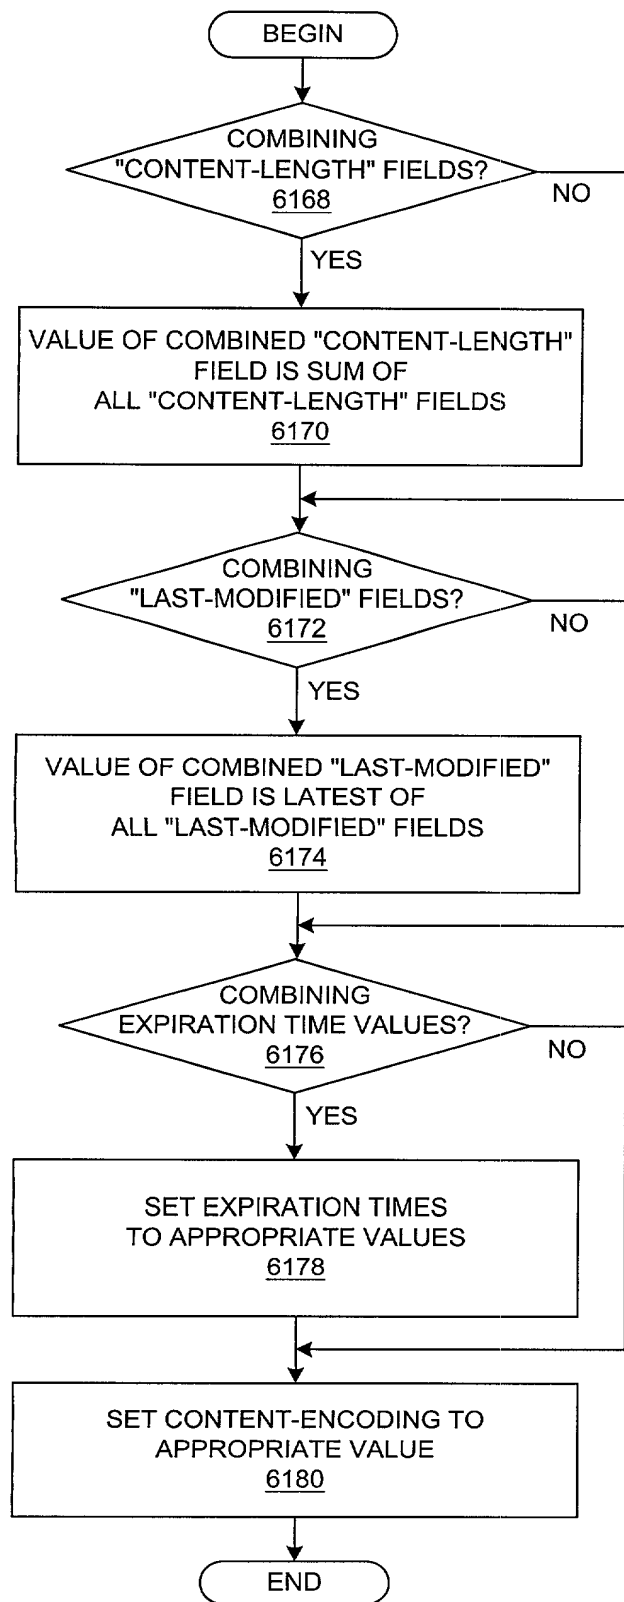 BEGIN
COMBINING
"CONTENT-LENGTH" FIELDS?
6168
NO
YES
VALUE OF COMBINED "CONTENT-LENGTH"
FIELD IS SUM OF
ALL "CONTENT-LENGTH" FIELDS
6170
COMBINING
"LAST-MODIFIED" FIELDS?
6172
NO
YES
VALUE OF COMBINED "LAST-MODIFIED"
FIELD IS LATEST OF
ALL "LAST-MODIFIED" FIELDS
6174
COMBINING
EXPIRATION TIME VALUES?
6176
NO
YES
SET EXPIRATION TIMES
TO APPROPRIATE VALUES
6178
SET CONTENT-ENCODING TO
APPROPRIATE VALUE
6180
END